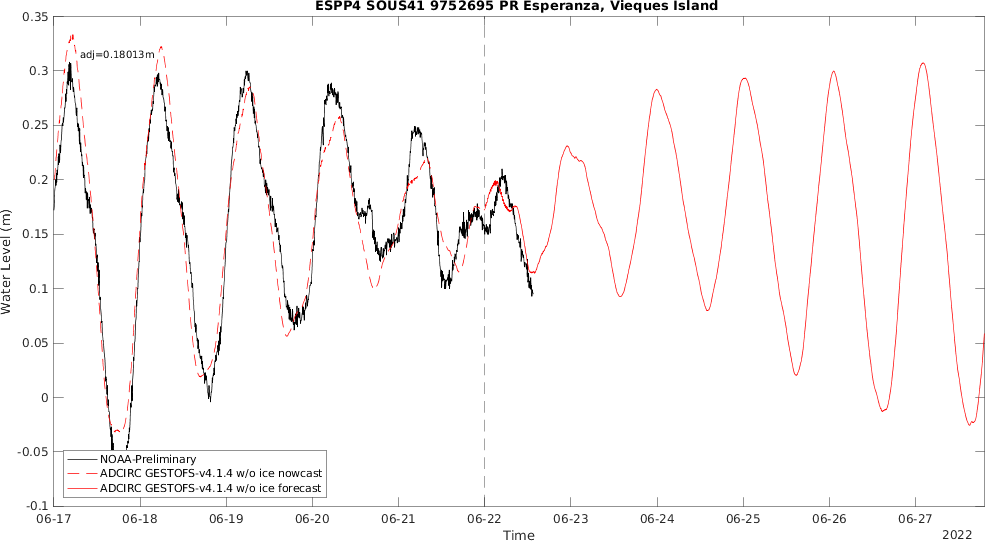 ESPP4 SOUS41 9752695 PR Esperanza, Vieques Island
0.35
0.3
0.25
0.2
0.15
0.1
0.05
0
-0.05
-0.1
Water Level (m)
adj=0.18013m
NOAA-Preliminary
ADCIRC GESTOFS-v4.1.4 w/o ice nowcast
ADCIRC GESTOFS-v4.1.4 w/o ice forecast
06-17 06-18 06-19 06-20 06-21 06-22 06-23 06-24 06-25 06-26 06-27
Time
2022